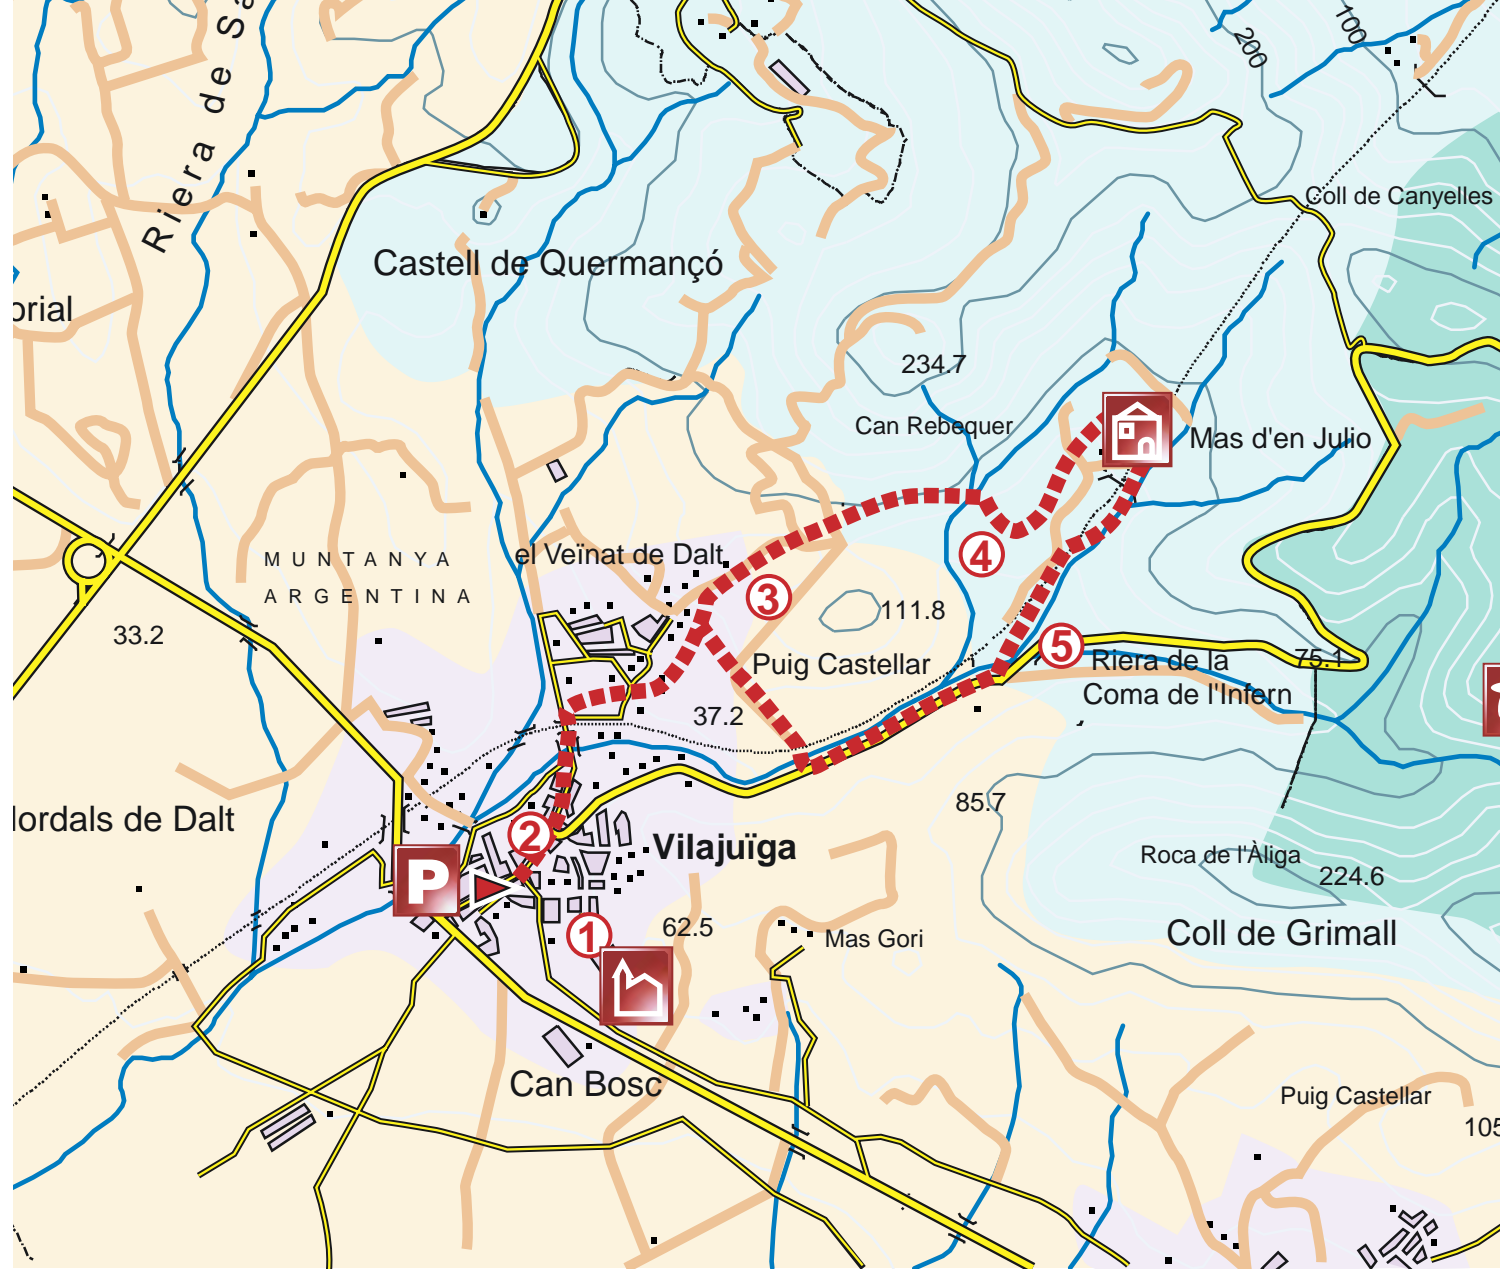 Riera de Sa
100
200
Coll de Canyelles
Castell de Quermançó
orial
234.7
Can Rebequer
Mas d'en Julio
el Veïnat de Dalt
MUNTANYA
ARGENTINA
4
3
111.8
33.2
5
Puig Castellar
Riera de la
Coma de l'Infern
75.1
37.2
85.7
lordals de Dalt
2
Vilajuïga
Roca de l'Àliga
224.6
P
1
62.5
Mas Gori
Coll de Grimall
Can Bosc
Puig Castellar
105